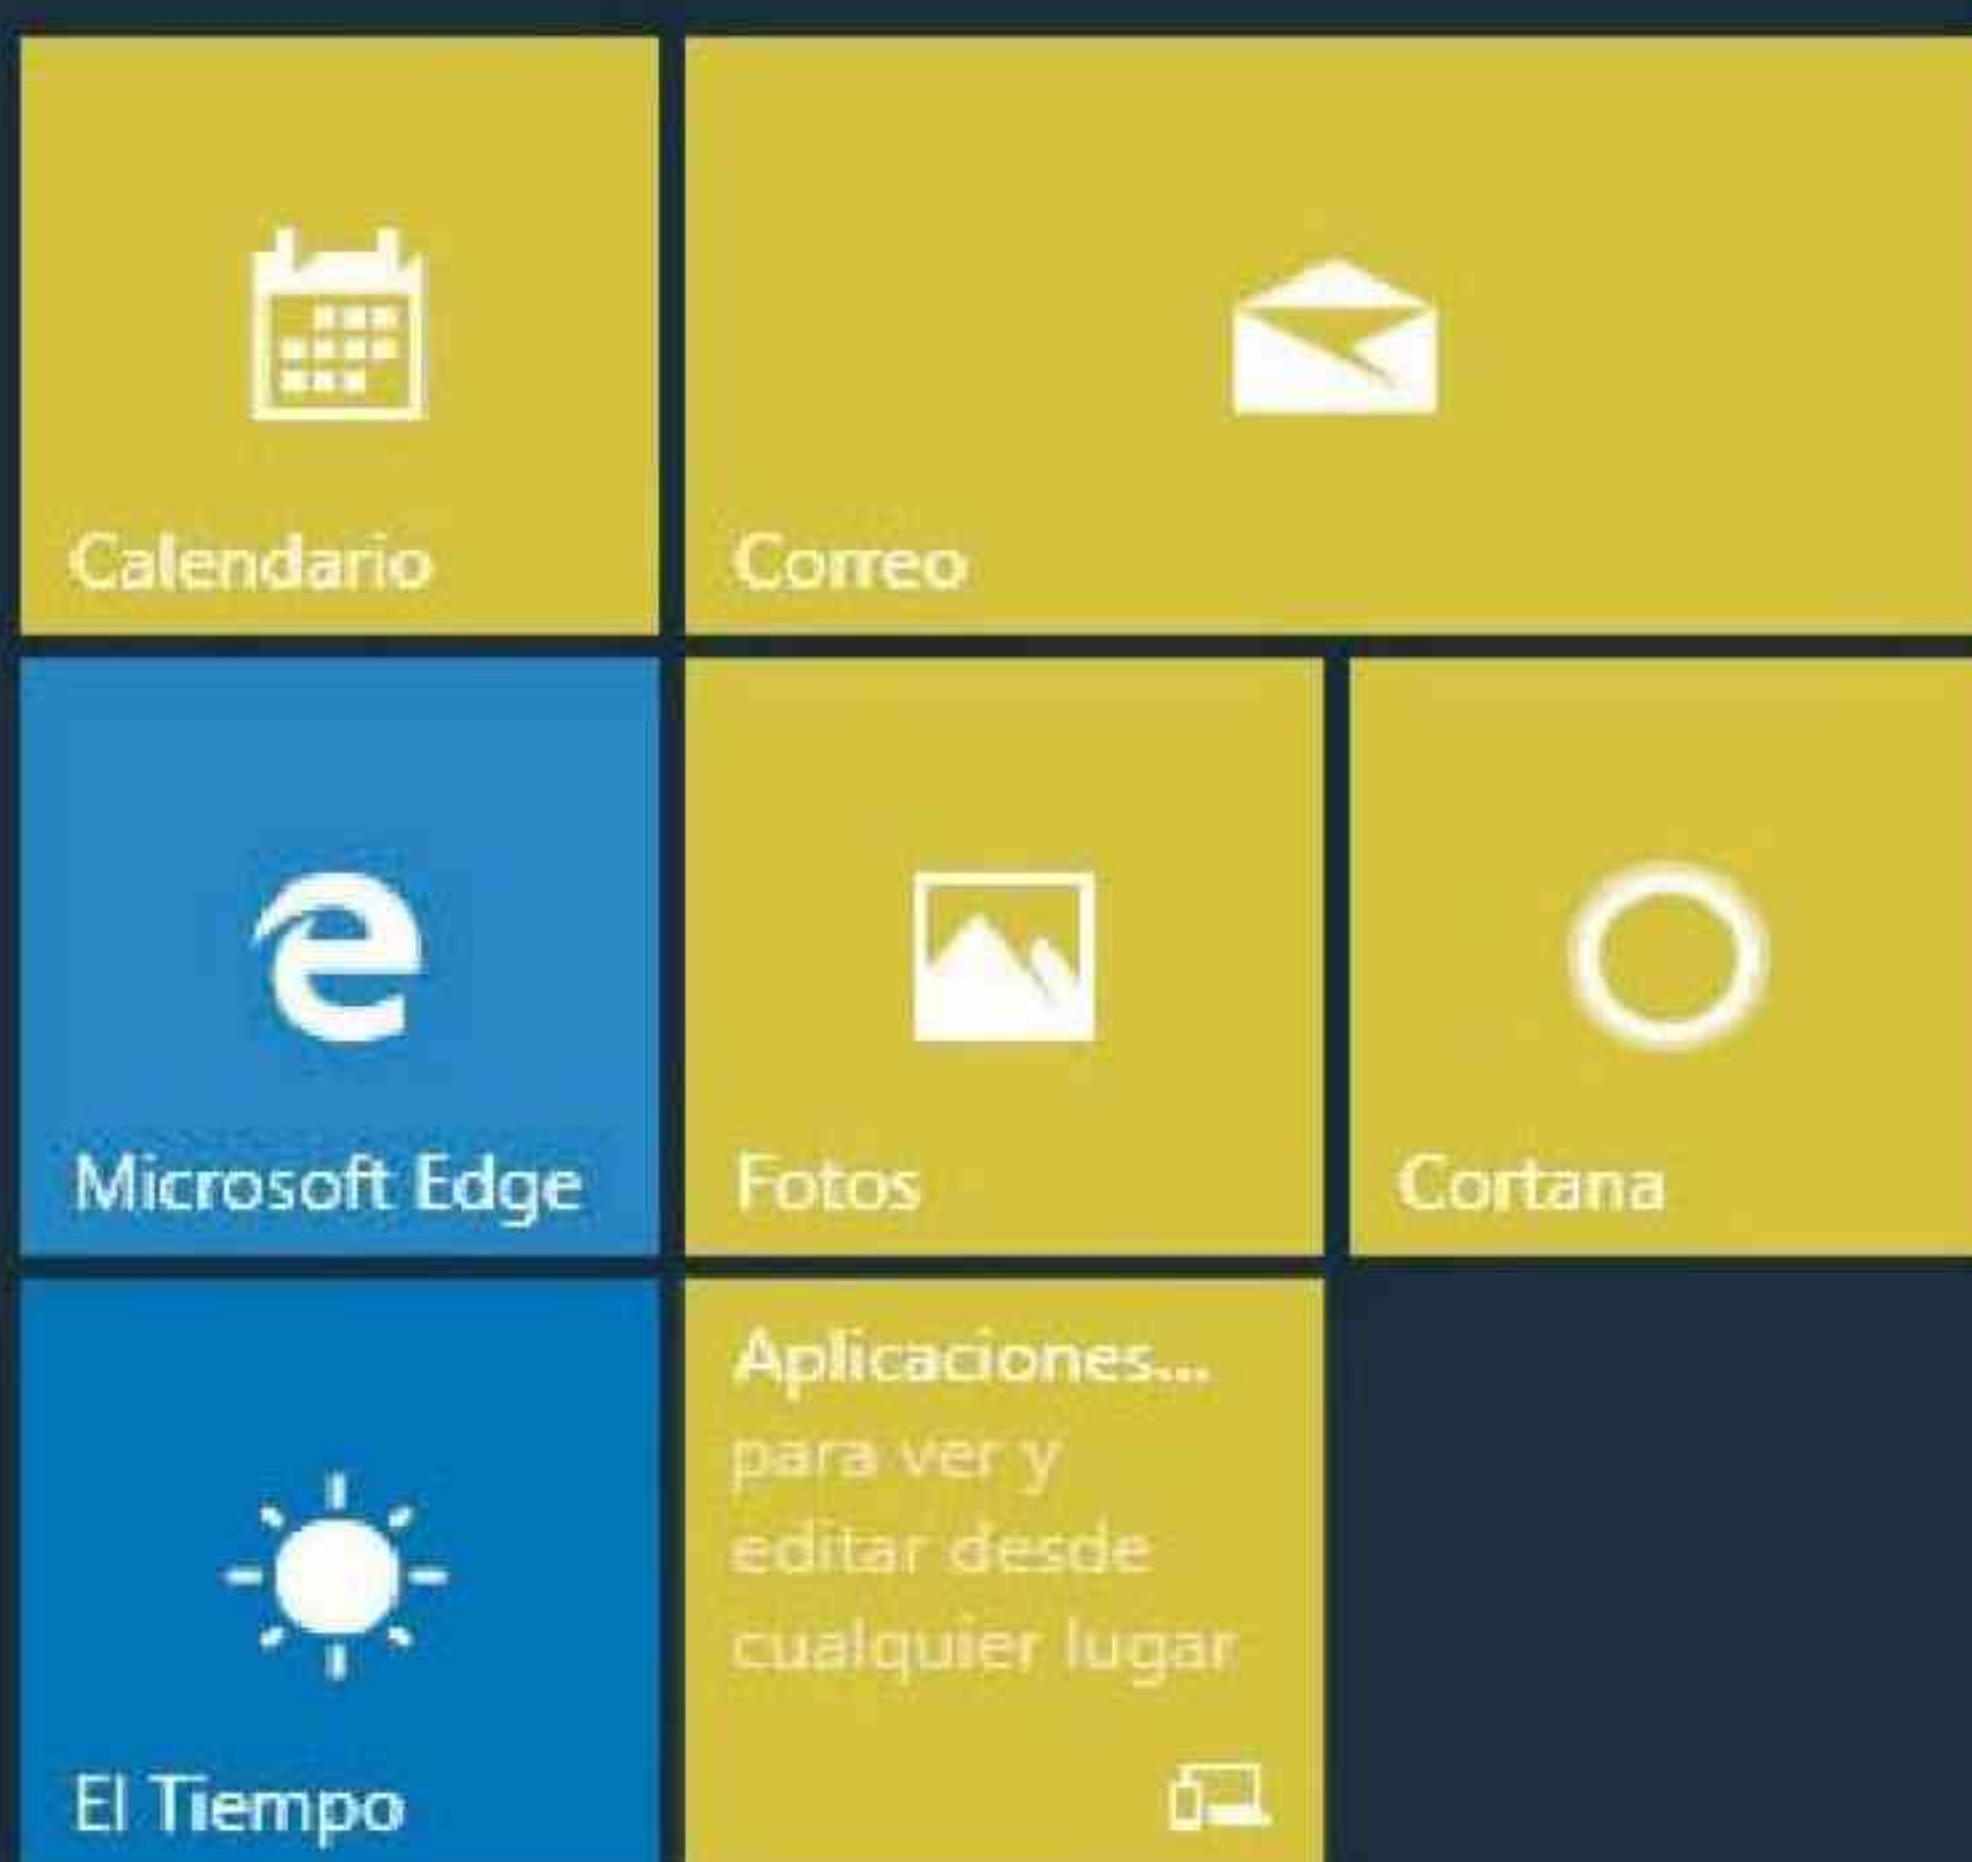 Calendario
Correo
Microsoft Edge
Fotos
Cortana
El Tiempo
Aplicaciones...
para ver y
editar desde
cualquier lugar